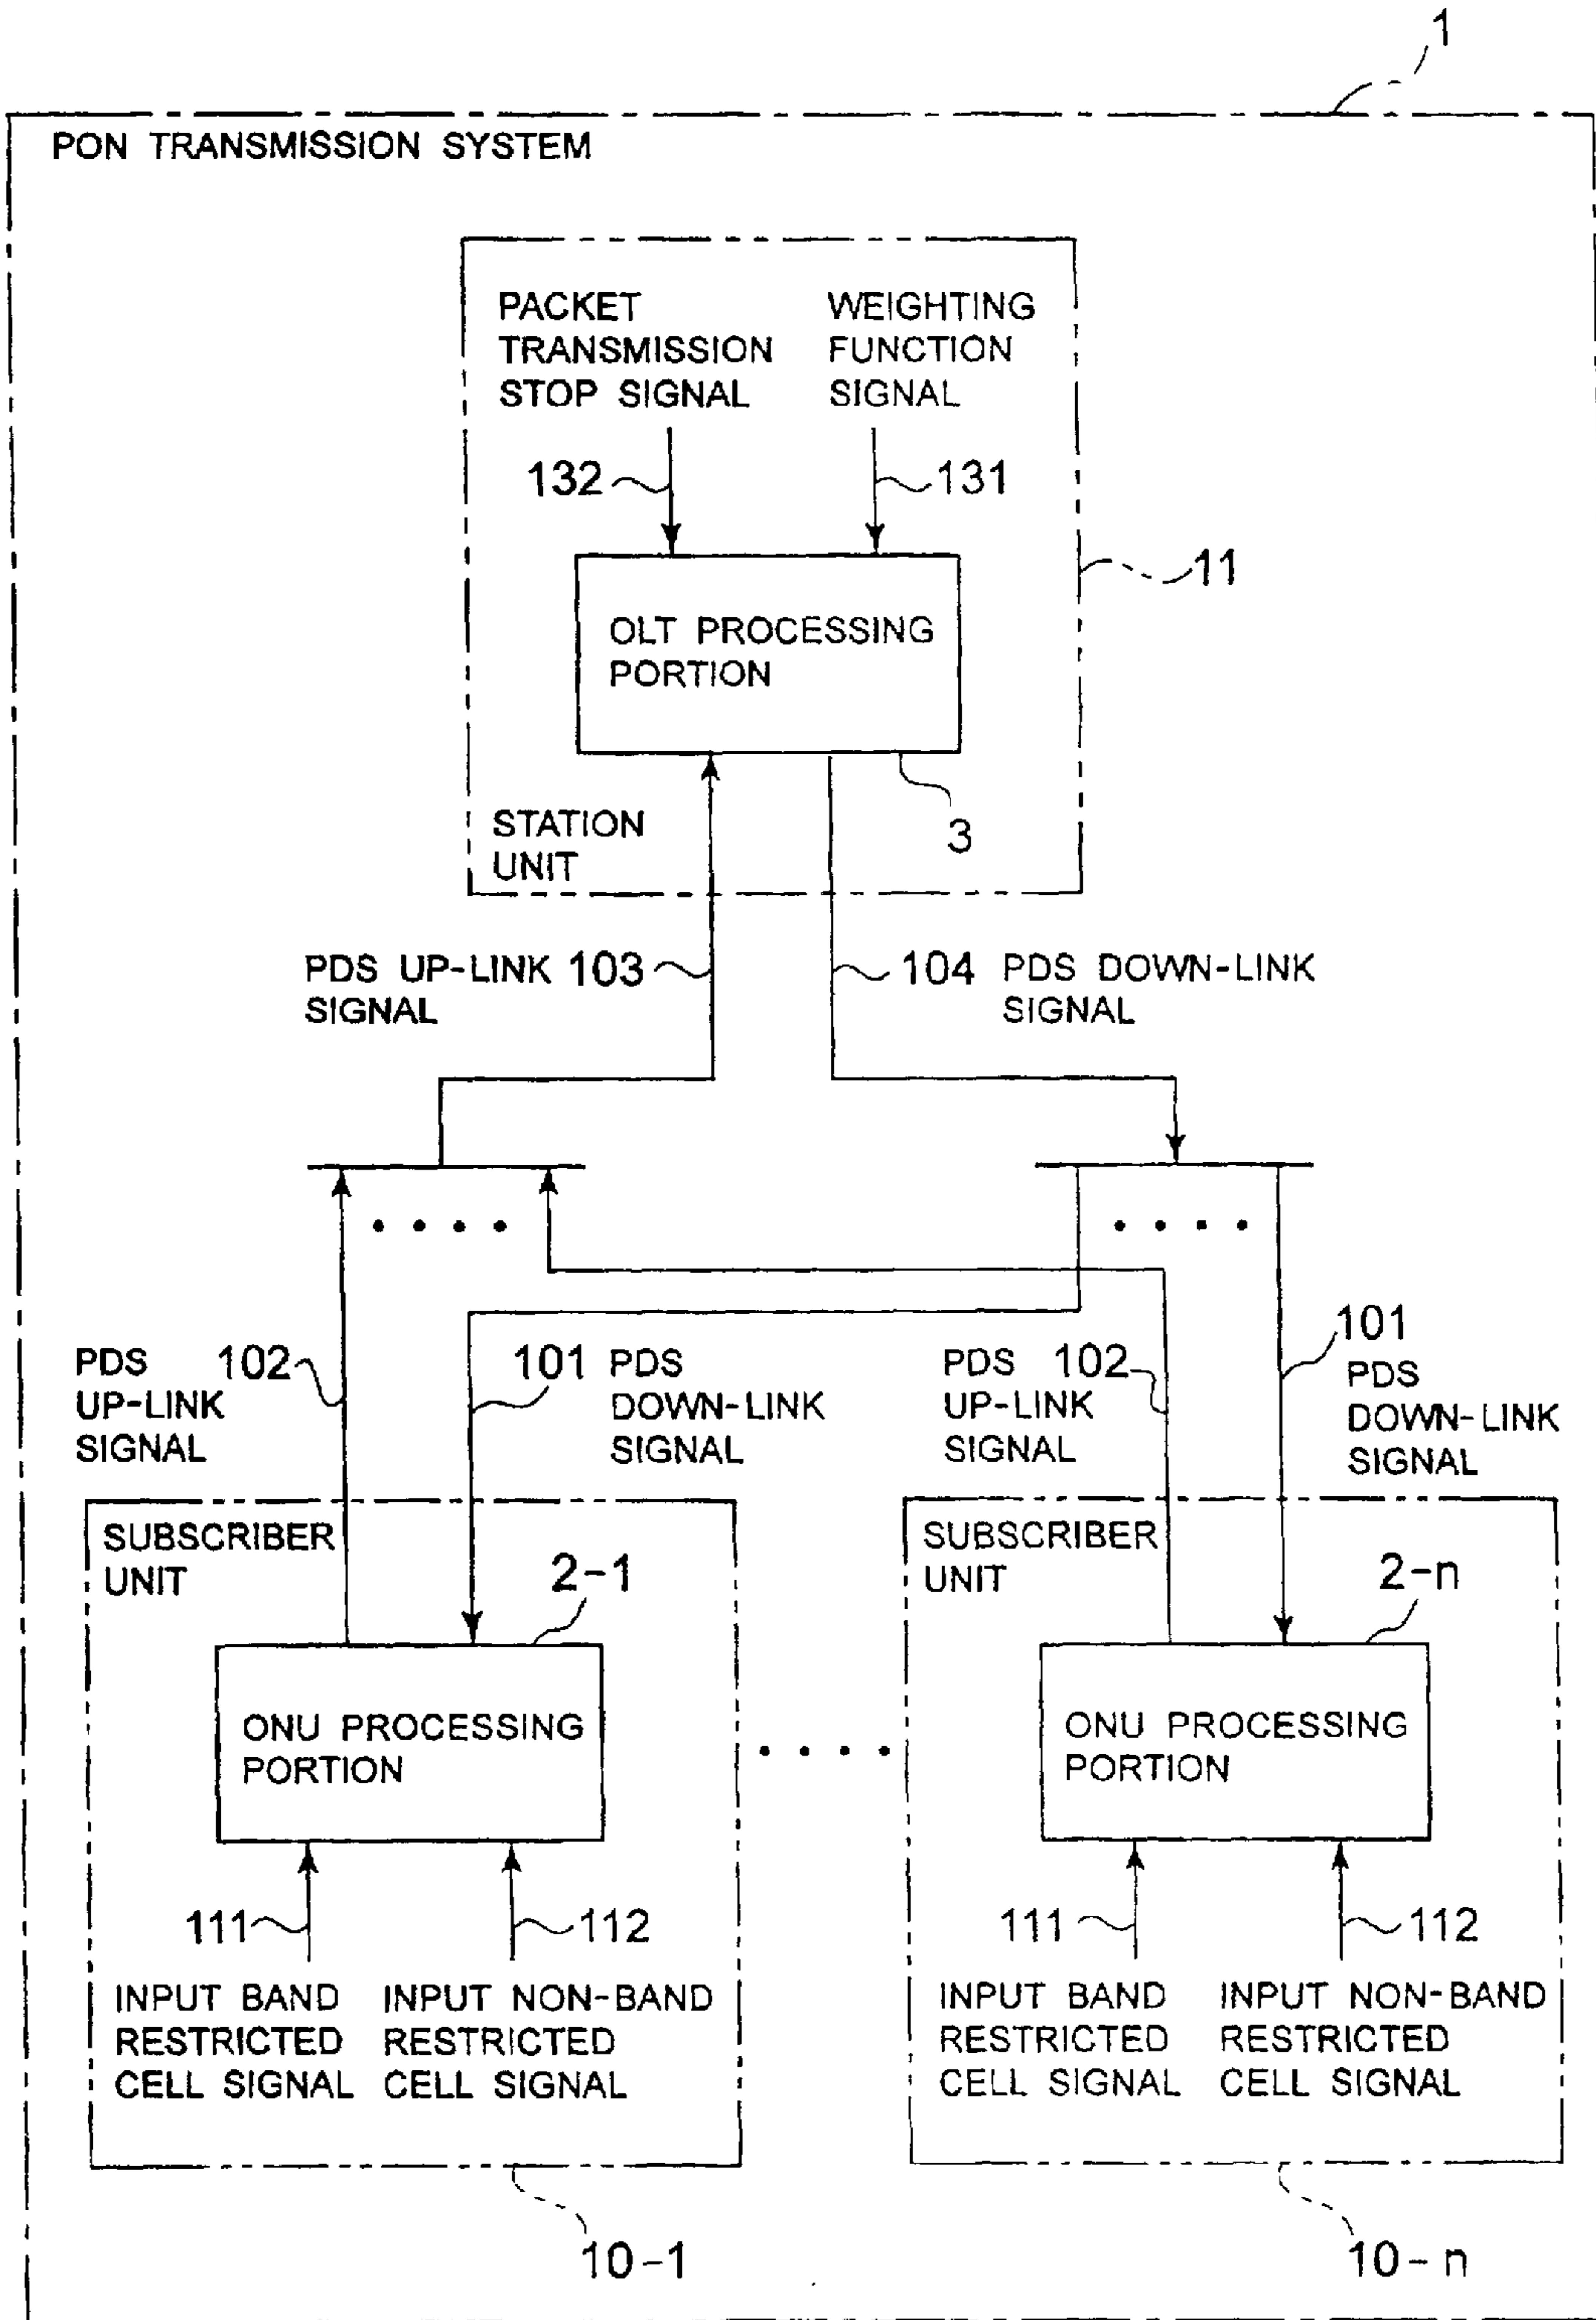 1
PON TRANSMISSION SYSTEM
PACKET
TRANSMISSION
STOP SIGNAL
WEIGHTING
FUNCTION
SIGNAL
132
131
11
OLT PROCESSING
PORTION
3
STATION
UNIT
PDS UP-LINK
SIGNAL
103
104
PDS DOWN-LINK
SIGNAL
PDS
UP-LINK
SIGNAL
102
101
PDS
DOWN-LINK
SIGNAL
PDS
UP-LINK
SIGNAL
102
101
PDS
DOWN-LINK
SIGNAL
SUBSCRIBER
UNIT
2-1
ONU PROCESSING
PORTION
111
112
INPUT BAND
RESTRICTED
CELL SIGNAL
INPUT NON-BAND
RESTRICTED
CELL SIGNAL
10-1
SUBSCRIBER
UNIT
2-n
ONU PROCESSING
PORTION
111
112
INPUT BAND
RESTRICTED
CELL SIGNAL
INPUT NON-BAND
RESTRICTED
CELL SIGNAL
10-n